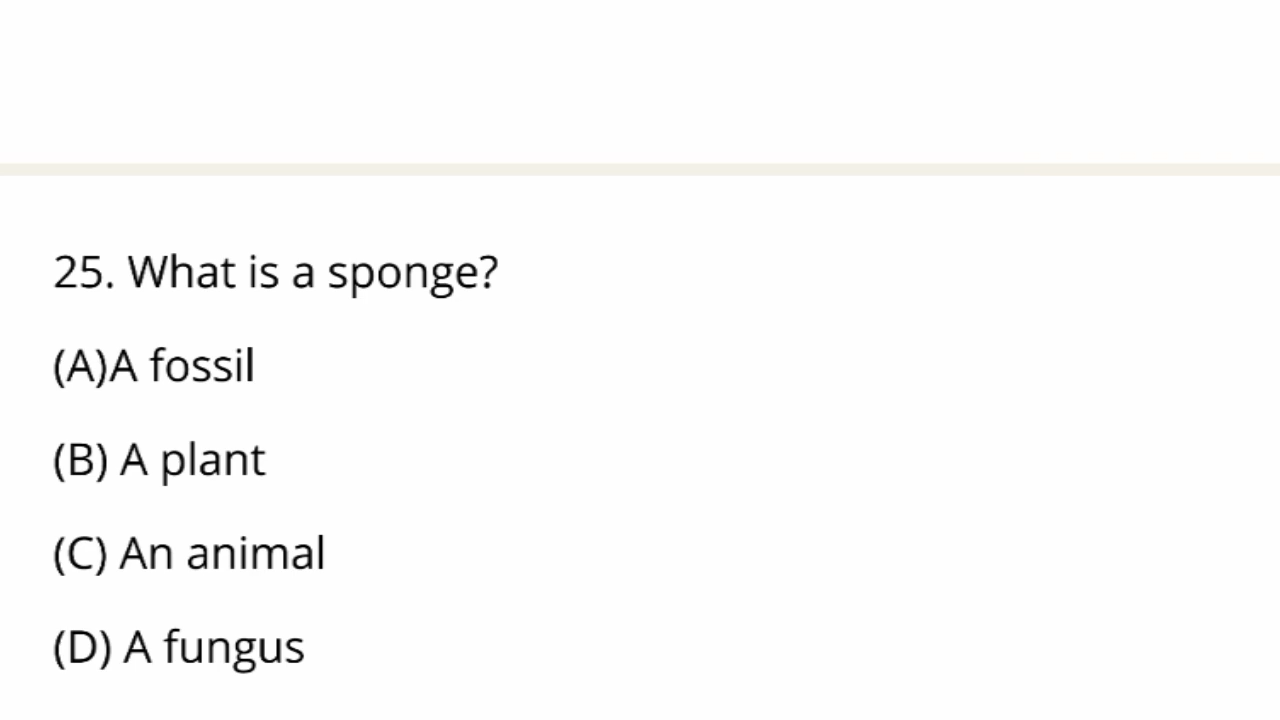 25. What is a sponge?
(A)A fossil
(B) A plant
(C) An animal
(D) A fungus